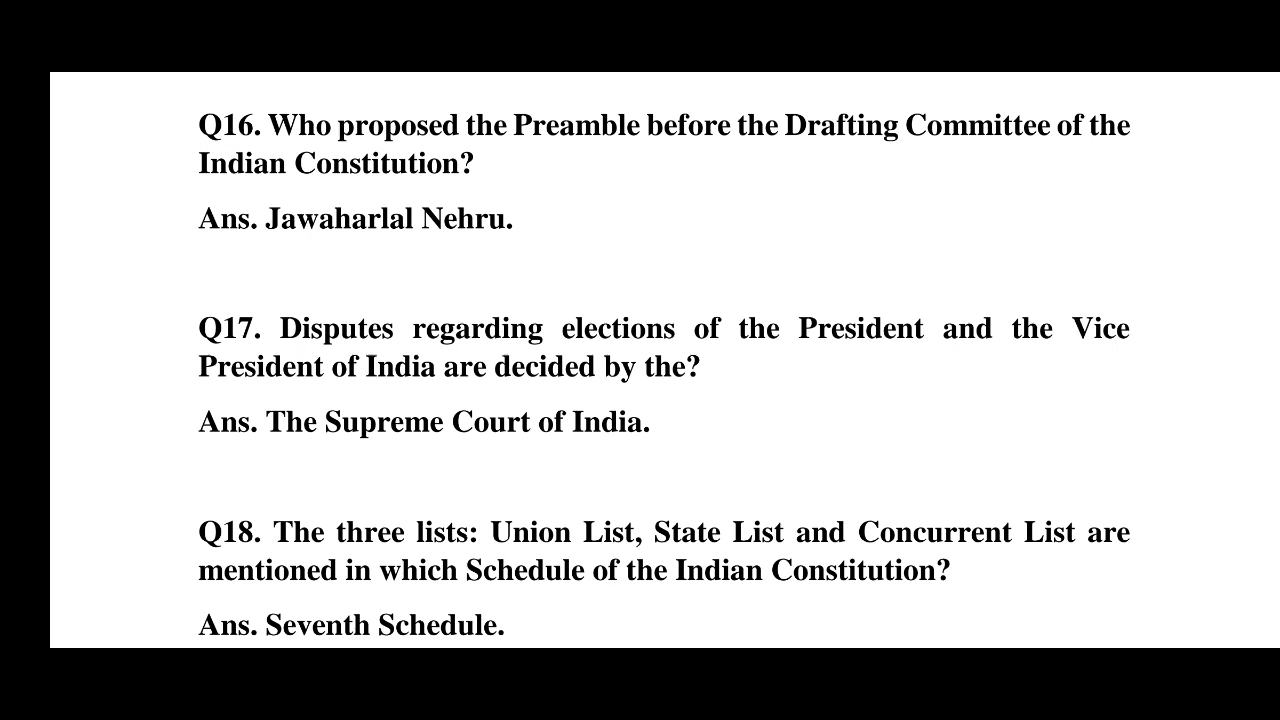 Q16. Who proposed the Preamble before the Drafting Committee of the
Indian Constitution?
Ans. Jawaharlal Nehru.
Q17. Disputes regarding elections of the President and the Vice
President of India are decided by the?
Ans. The Supreme Court of India.
Q18. The three lists: Union List, State List and Concurrent List are
mentioned in which Schedule of the Indian Constitution?
Ans. Seventh Schedule.